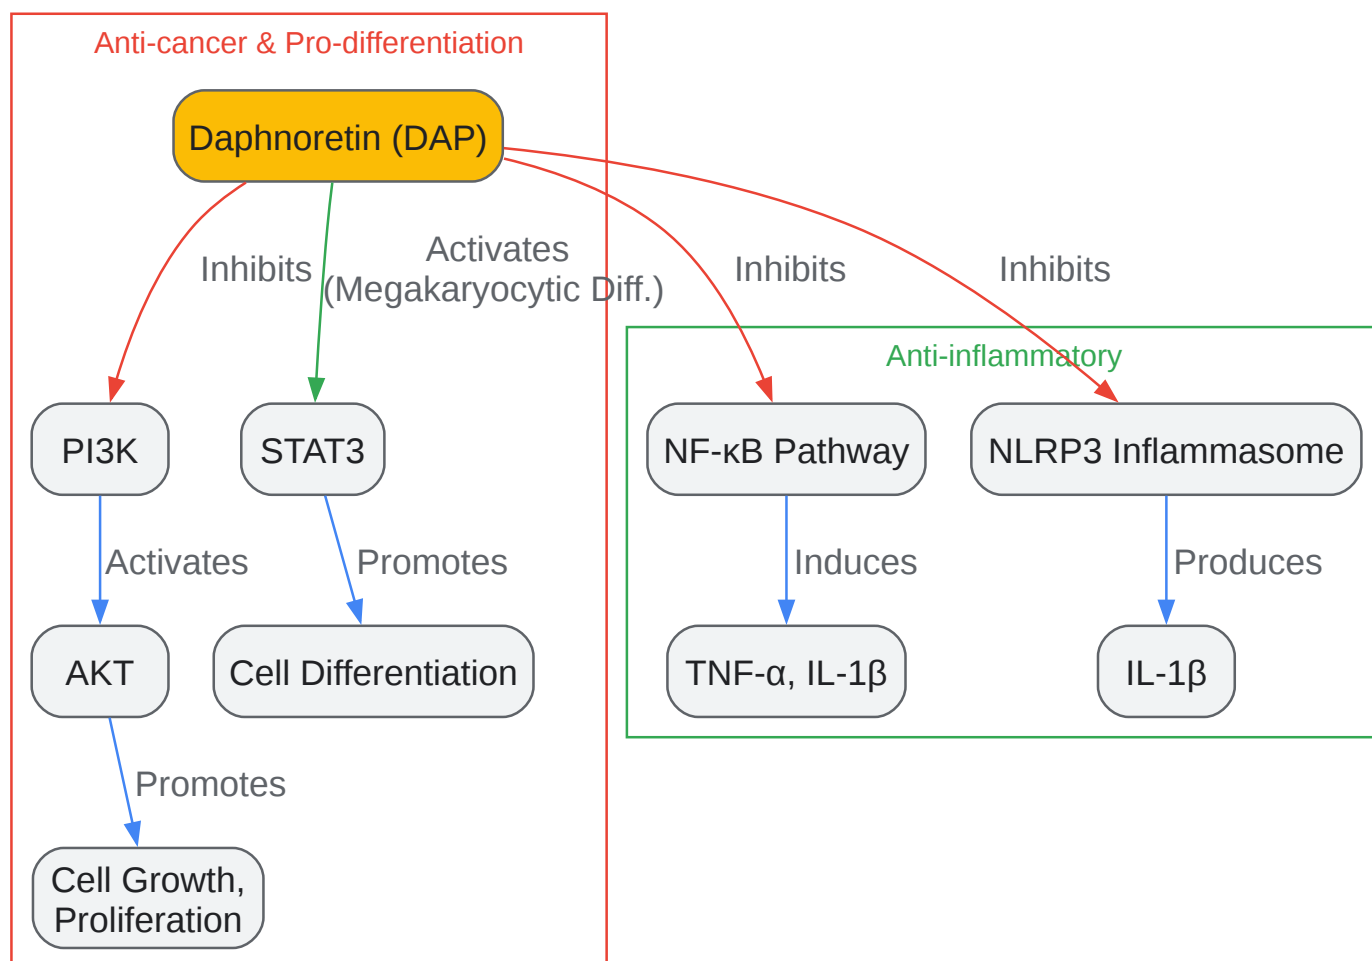 Anti-cancer & Pro-differentiation
Daphnoretin (DAP)
Inhibits
Activates
(Megakaryocytic Diff.)
Inhibits
Inhibits
Anti-inflammatory
PI3K
STAT3
NF-κB Pathway
NLRP3 Inflammasome
Activates
Promotes
Induces
Produces
AKT
Cell Differentiation
TNF-α, IL-1β
IL-1β
Promotes
Cell Growth,
Proliferation